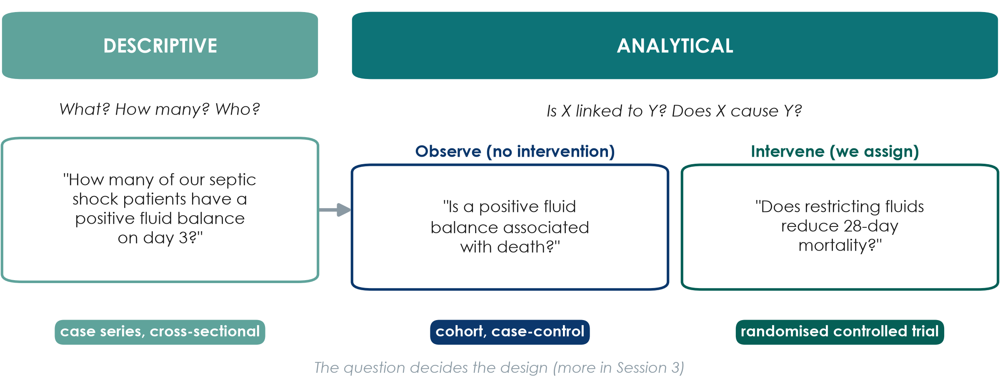 DESCRIPTIVE
ANALYTICAL
What? How many? Who?
Is X linked to Y? Does X cause Y?
Observe (no intervention)
Intervene (we assign)
"How many of our septic
shock patients have a
positive fluid balance
on day 3?"
"Is a positive fluid
balance associated
with death?"
"Does restricting fluids
reduce 28-day
mortality?"
case series, cross-sectional
cohort, case-control
randomised controlled trial
The question decides the design (more in Session 3)